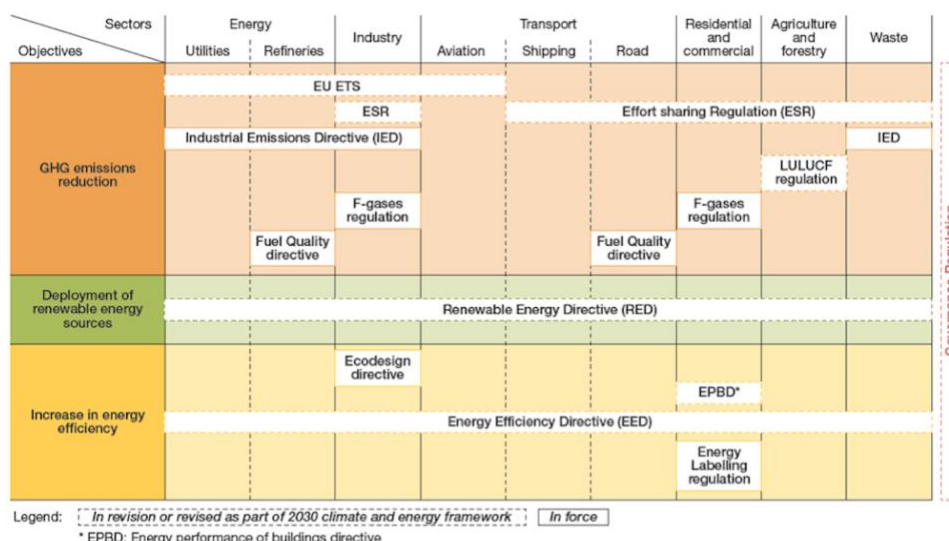 Sectors
Objectives
Energy
Utilities
Refineries
Industry
Transport
Aviation
Shipping
Road
Residential
and
commercial
Agriculture
and
forestry
Waste
GHG emissions
reduction
EU ETS
ESR
Effort sharing Regulation (ESR)
Industrial Emissions Directive (IED)
IED
LULUCF
regulation
F-gases
regulation
F-gases
regulation
Fuel Quality
directive
Fuel Quality
directive
Deployment of
renewable energy
sources
Renewable Energy Directive (RED)
Increase in energy
efficiency
Ecodesign
directive
EPBD*
Energy Efficiency Directive (EED)
Energy
Labelling
regulation
Legend: In revision or revised as part of 2030 climate and energy framework In force
* EPBD: Energy performance of buildings directive